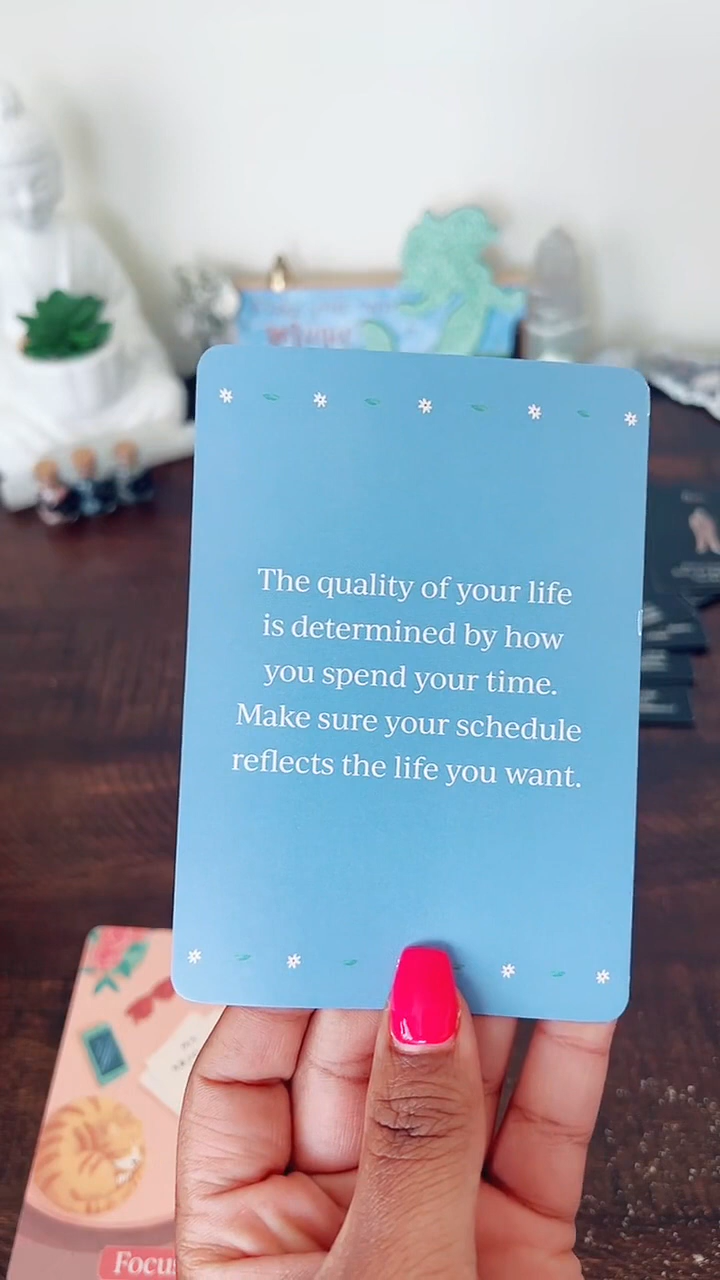 The quality of your life
is determined by how
you spend your time.
Make sure your schedule
reflects the life you want.
Focus